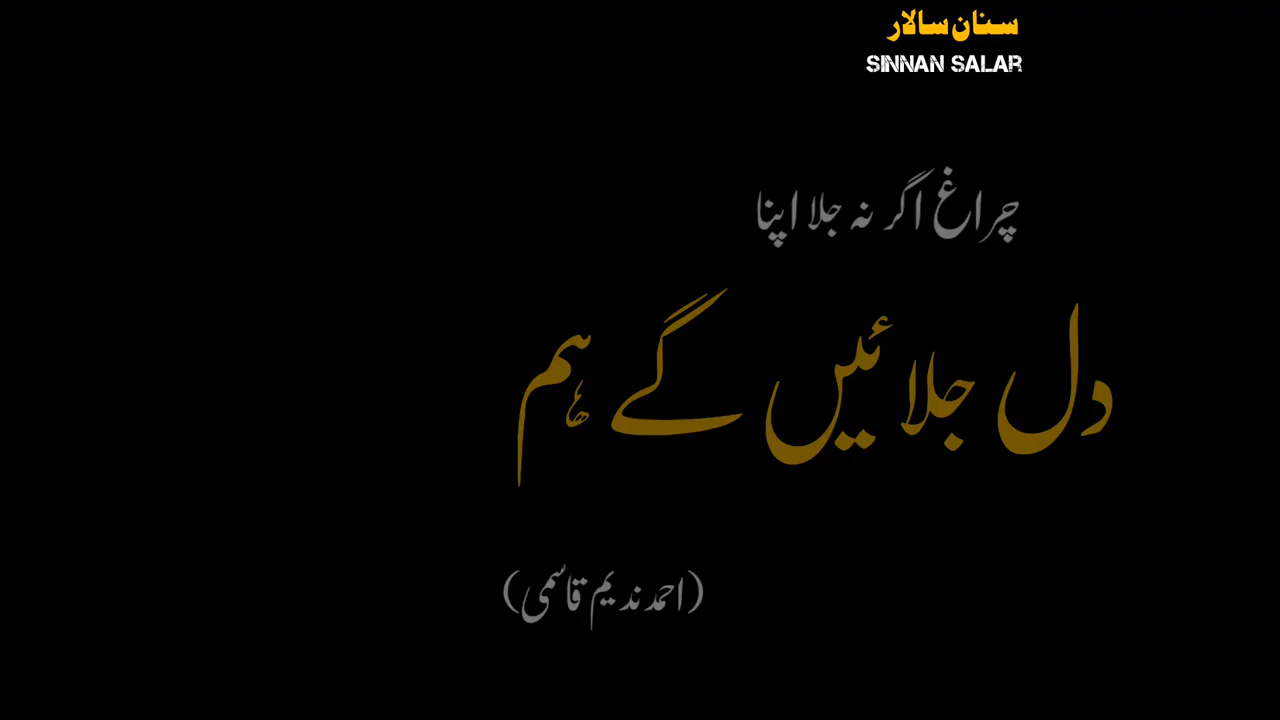 سنان سالار
SINNAN SALAR
چراغ اگر نہ جلا اپنا
دل جلائیں گے ہم
(احمد ندیم قاسمی)